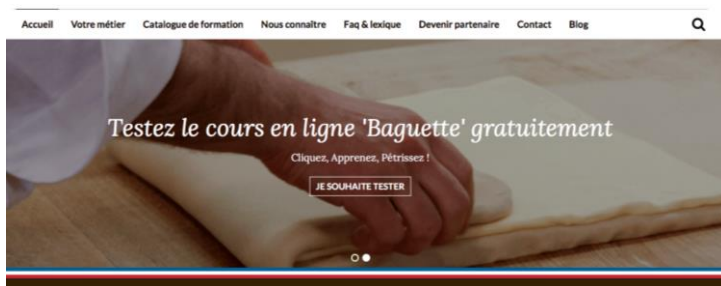 Accueil Votre métier Catalogue de formation Nous connaître Faq & lexique Devenir partenaire Contact Blog
Testez le cours en ligne 'Baguette' gratuitement
Cliquez, Apprenez, Pétrissez !
JE SOUHAITE TESTER